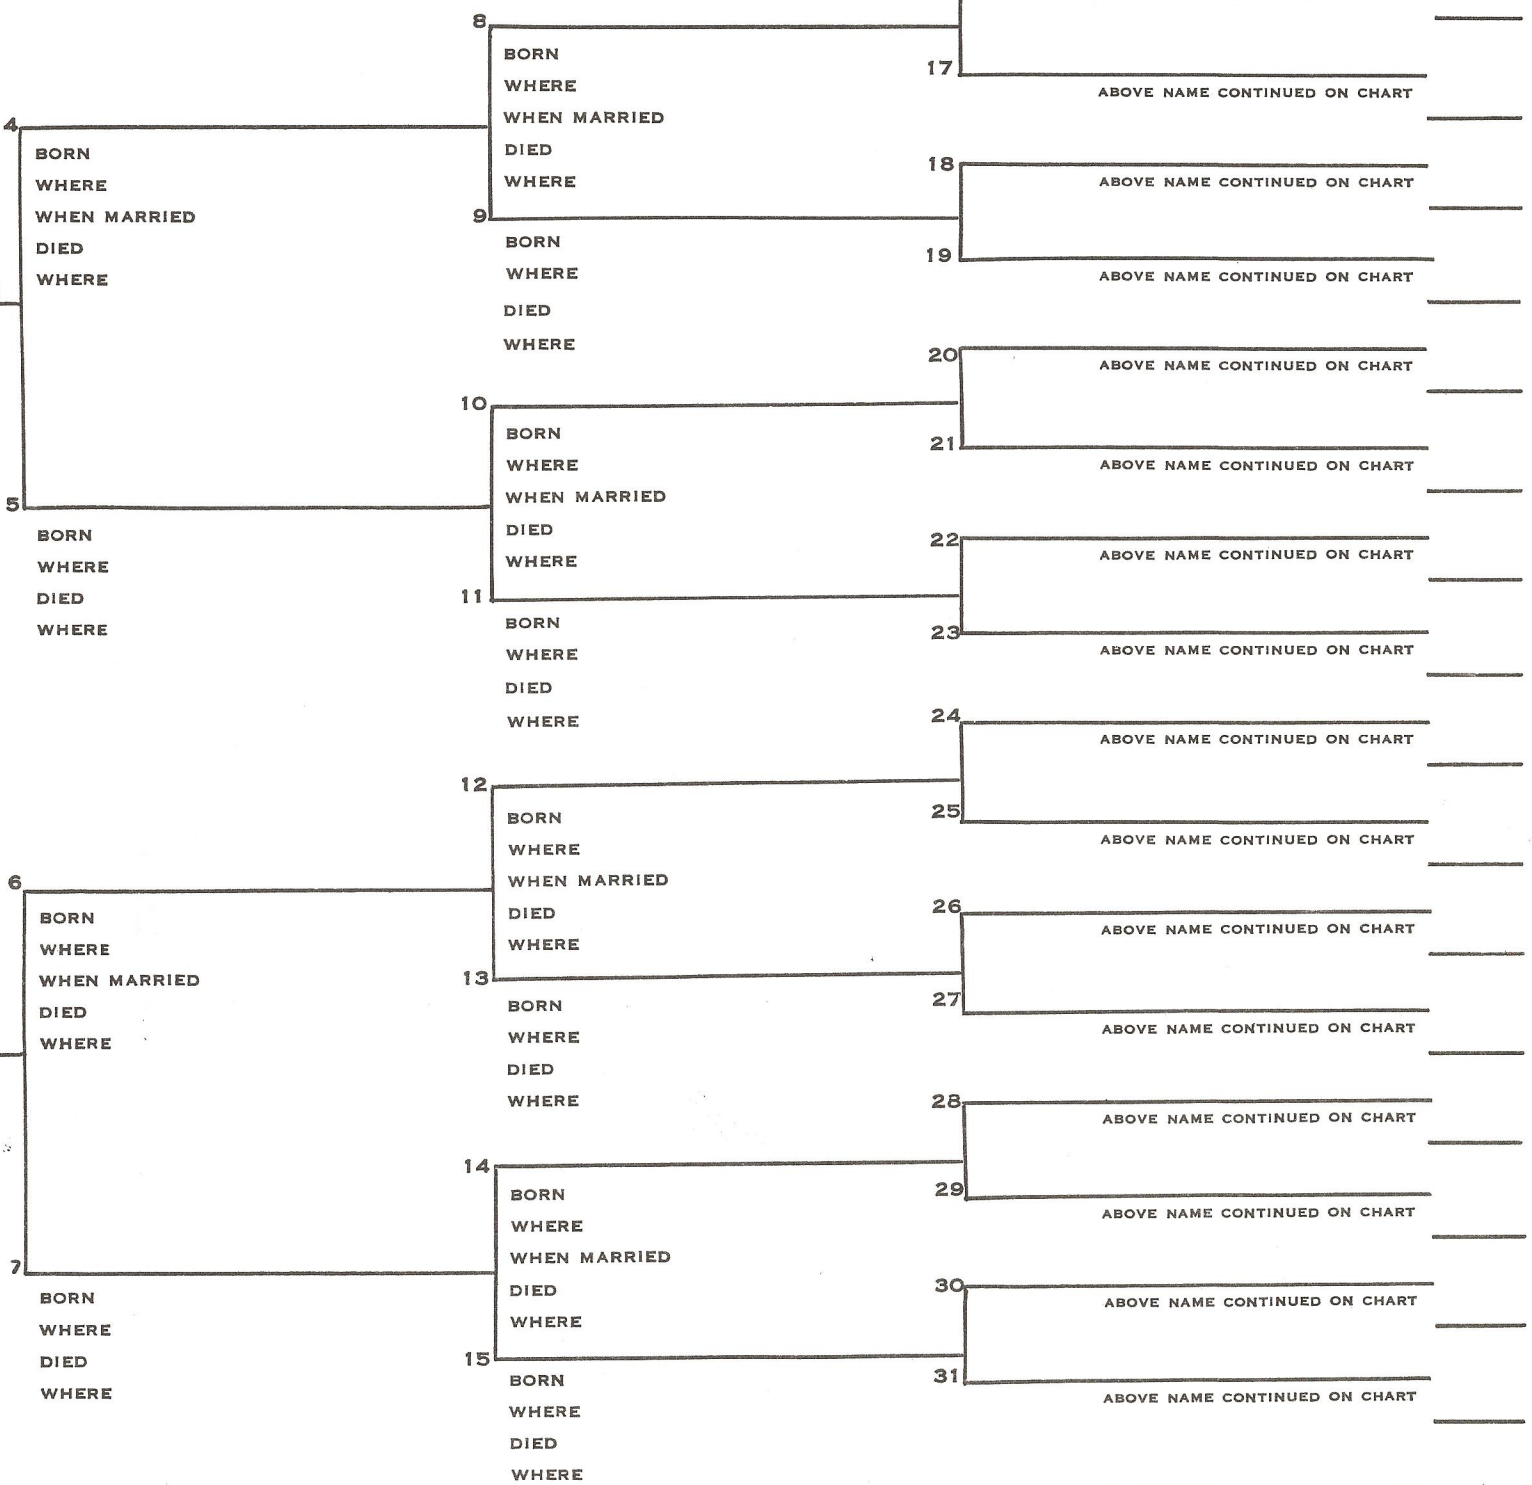 8
BORN
WHERE
17
ABOVE NAME CONTINUED ON CHART
WHEN MARRIED
4
BORN
DIED
18
WHERE
WHERE
ABOVE NAME CONTINUED ON CHART
WHEN MARRIED
9
DIED
BORN
19
WHERE
WHERE
ABOVE NAME CONTINUED ON CHART
DIED
WHERE
20
ABOVE NAME CONTINUED ON CHART
10
BORN
21
WHERE
ABOVE NAME CONTINUED ON CHART
WHEN MARRIED
5
BORN
DIED
22
WHERE
WHERE
ABOVE NAME CONTINUED ON CHART
DIED
11
WHERE
BORN
23
WHERE
ABOVE NAME CONTINUED ON CHART
DIED
WHERE
24
ABOVE NAME CONTINUED ON CHART
12
BORN
25
WHERE
ABOVE NAME CONTINUED ON CHART
6
WHEN MARRIED
BORN
DIED
26
WHERE
WHERE
ABOVE NAME CONTINUED ON CHART
WHEN MARRIED
13
DIED
BORN
27
WHERE
WHERE
ABOVE NAME CONTINUED ON CHART
DIED
WHERE
28
ABOVE NAME CONTINUED ON CHART
14
BORN
29
WHERE
ABOVE NAME CONTINUED ON CHART
7
WHEN MARRIED
BORN
DIED
30
WHERE
WHERE
ABOVE NAME CONTINUED ON CHART
DIED
15
WHERE
BORN
31
WHERE
ABOVE NAME CONTINUED ON CHART
DIED
WHERE